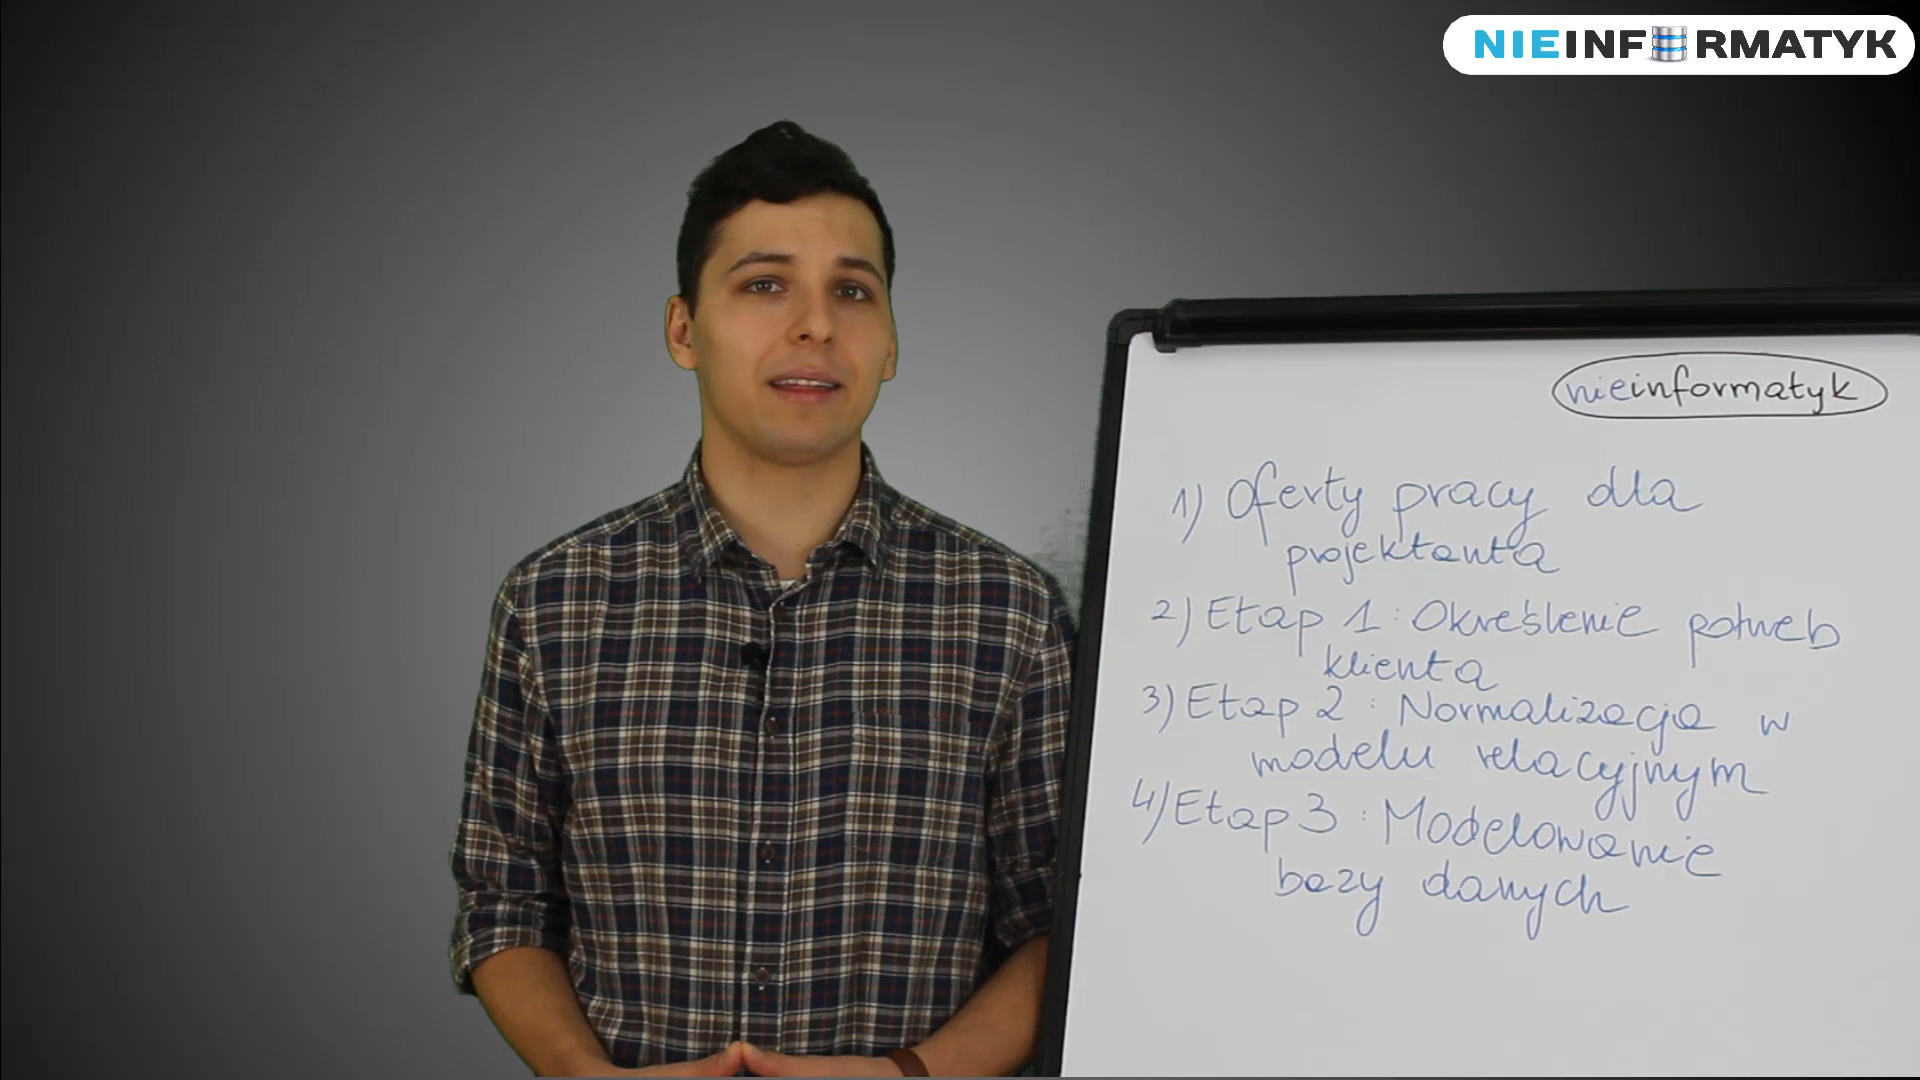 NIEINFORMATYK
nieinformatyk
1) Oferty pracy dla
projektanta
2) Etap 1: Określenie potrzeb
klienta
3) Etap 2: Normalizacja w
modelu relacyjnym
4) Etap 3: Modelowanie
bazy danych